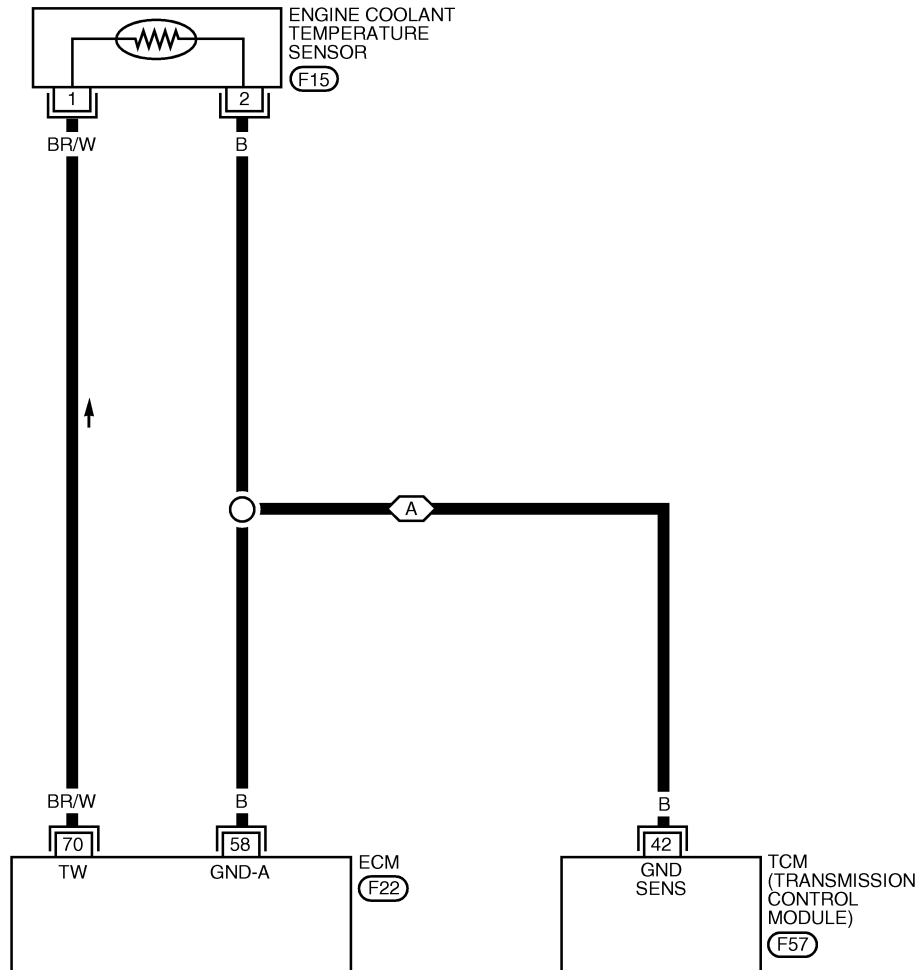 ENGINE COOLANT
TEMPERATURE
SENSOR
F15
1
2
BR/W
B
A
BR/W
B
B
70
58
42
TW
GND-A
ECM
F22
GND
SENS
TCM
(TRANSMISSION
CONTROL
MODULE)
F57